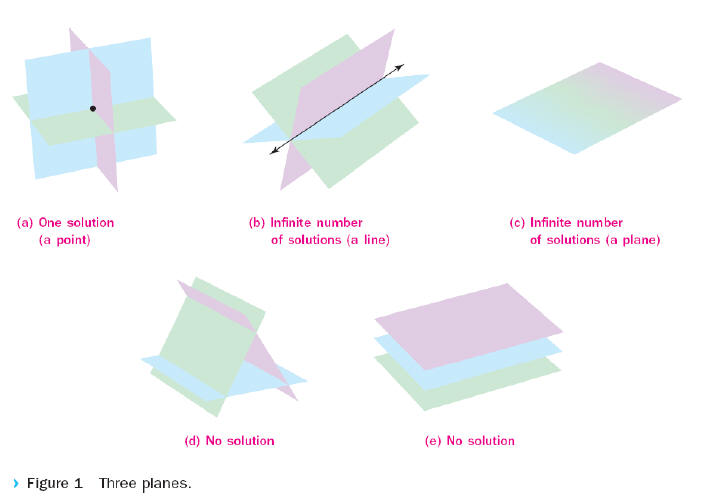 (a) One solution
(a point)
(b) Infinite number
of solutions (a line)
(c) Infinite number
of solutions (a plane)
(d) No solution
(e) No solution
› Figure 1 Three planes.